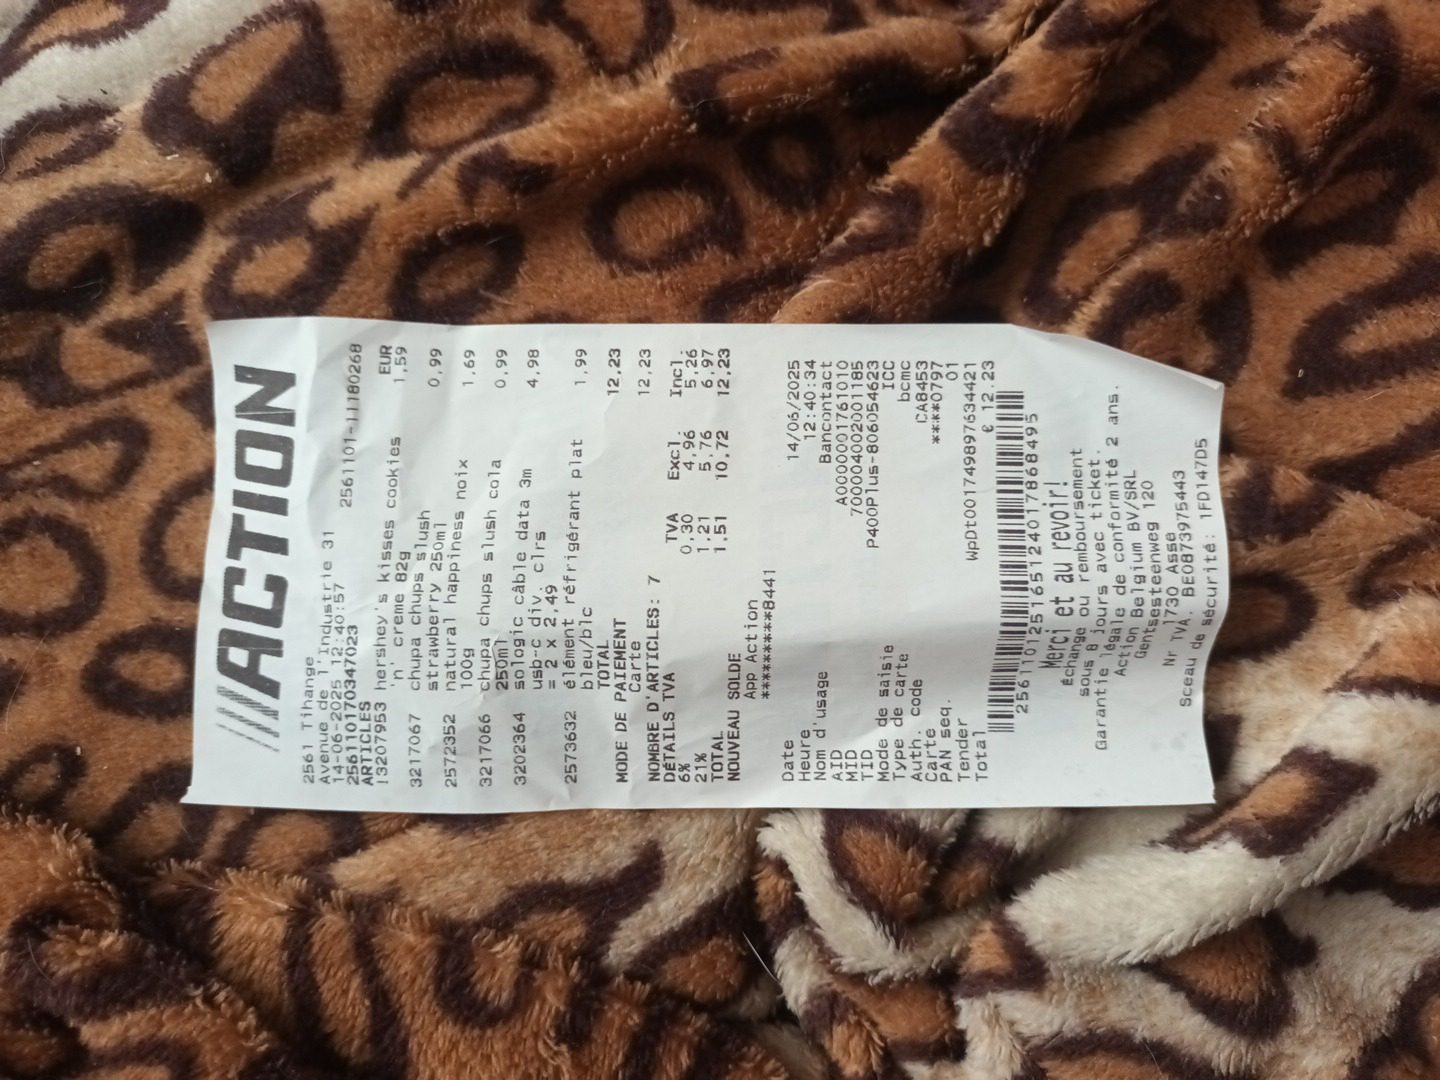 ACTION
2561 Tihange
Avenue de l'Industrie 31
14-06-2025 12:40:57 2561101-11180268
2561101703470​23
ARTICLES EUR
!3207953 hershey's kisses cookies 1,59
'n' creme 82g
3217067 chupa chups slush 0,99
strawberry 250ml
2572352 natural happiness noix 1,69
100g
3217066 chupa chups slush cola 0,99
250ml
3202364 sologic câble data 3m 4,98
usb-c div. clrs
= 2 x 2,49
2573632 élément réfrigérant plat 1,99
bleu/blc
TOTAL 12,23
MODE DE PAIEMENT
Carte 12,23
NOMBRE D'ARTICLES: 7
DÉTAILS TVA TVA Excl. Incl.
6% 0,30 4,96 5,26
21% 1,21 5,76 6,97
TOTAL 1,51 10,72 12,23
NOUVEAU SOLDE
App Action
*********8441
Date 14/06/2025
Heure 12:40:34
Nom d'usage Bancontact
AID A0000001761010
MID 700004002001185
TID P400Plus-806054623
Mode de saisie ICC
Type de carte bcmc
Auth. code CA8453
Carte ****0797
PAN seq. 01
Tender WpDt001749897634421
Total € 12,23
2561101251651240178​68495
Merci et au revoir!
Échange ou remboursement
sous 8 jours avec ticket.
Garantie légale de conformité 2 ans.
Action Belgium BV/SRL
Gentsesteenweg 120
1730 Asse
Nr TVA. BE0873975443
Sceau de sécurité: 1FD147D5